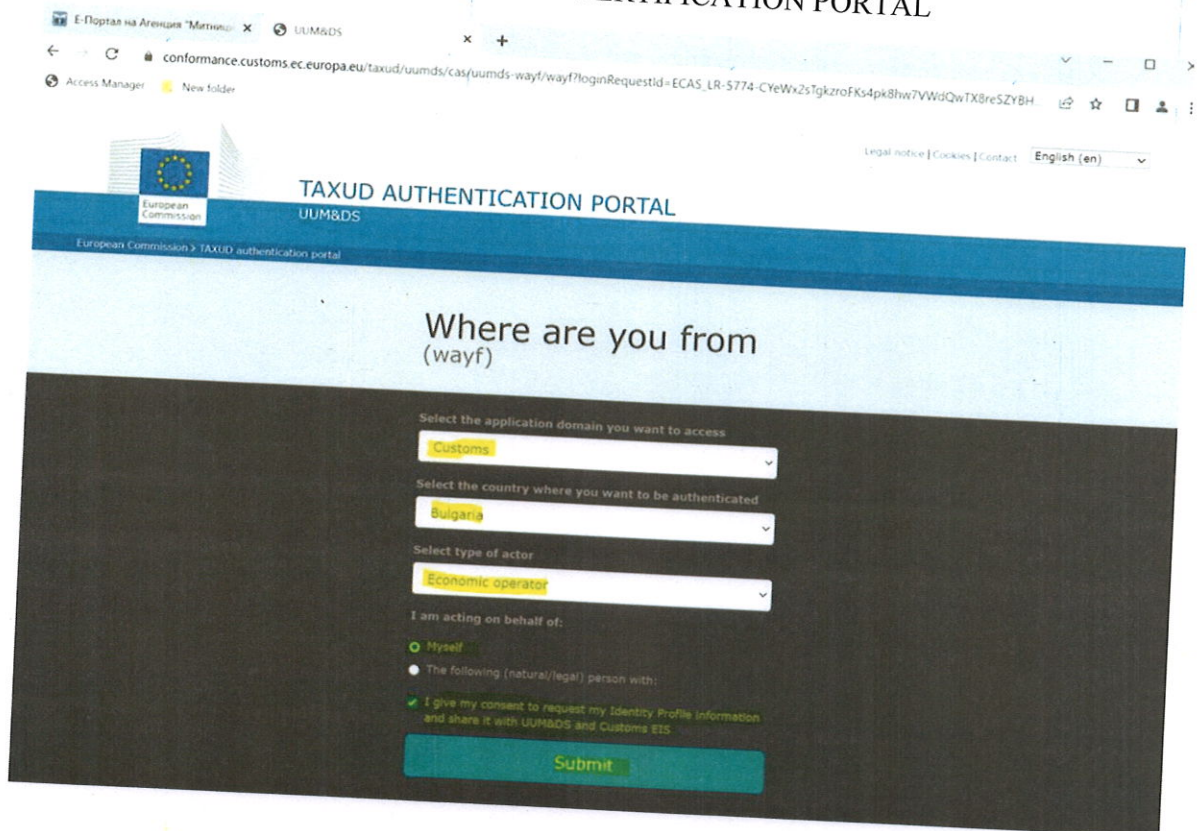 PORTAL
Е-Портал на Агенция "Митниц
UUM&DS
conformance.customs.ec.europa.eu/taxud/uumds/cas/uumds-wayf/wayf?loginRequestId=ECAS_LR-5774-CYeWx2sTgkzroFKs4pk8hw7VWdQwTX8reSZYBH
Access Manager
New folder
Legal notice | Cookies | Contact
English (en)
European
Commission
TAXUD AUTHENTICATION PORTAL
UUM&DS
European Commission > TAXUD authentication portal
Where are you from
(wayf)
Select the application domain you want to access
Customs
Select the country where you want to be authenticated
Bulgaria
Select type of actor
Economic operator
I am acting on behalf of:
Myself
The following (natural/legal) person with:
I give my consent to request my Identity Profile information
and share it with UUM&DS and Customs EIS
Submit